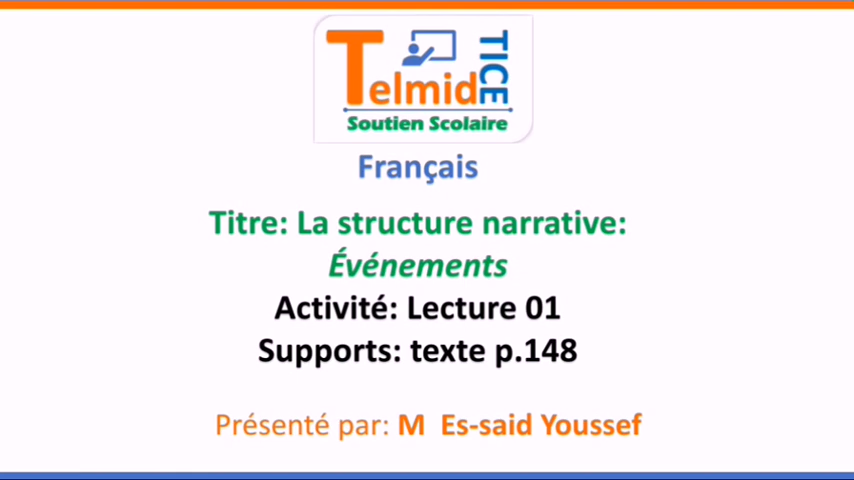 Telmid TICE
Soutien Scolaire
Français
Titre: La structure narrative:
Événements
Activité: Lecture 01
Supports: texte p.148
Présenté par: M Es-said Youssef